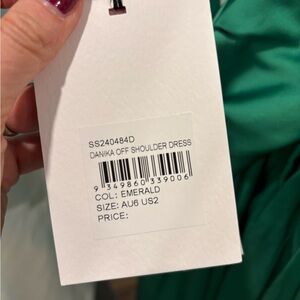 SS240484D
DANIKA OFF SHOULDER DRESS
9 349860 339006
COL: EMERALD
SIZE: AU6 US2
PRICE: